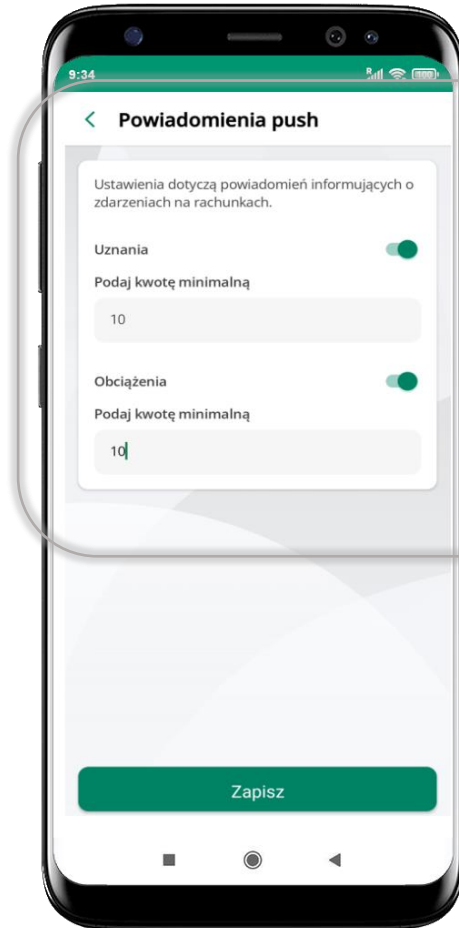 9:34
Powiadomienia push
Ustawienia dotyczą powiadomień informujących o
zdarzeniach na rachunkach.
Uznania
Podaj kwotę minimalną
10
Obciążenia
Podaj kwotę minimalną
10
Zapisz